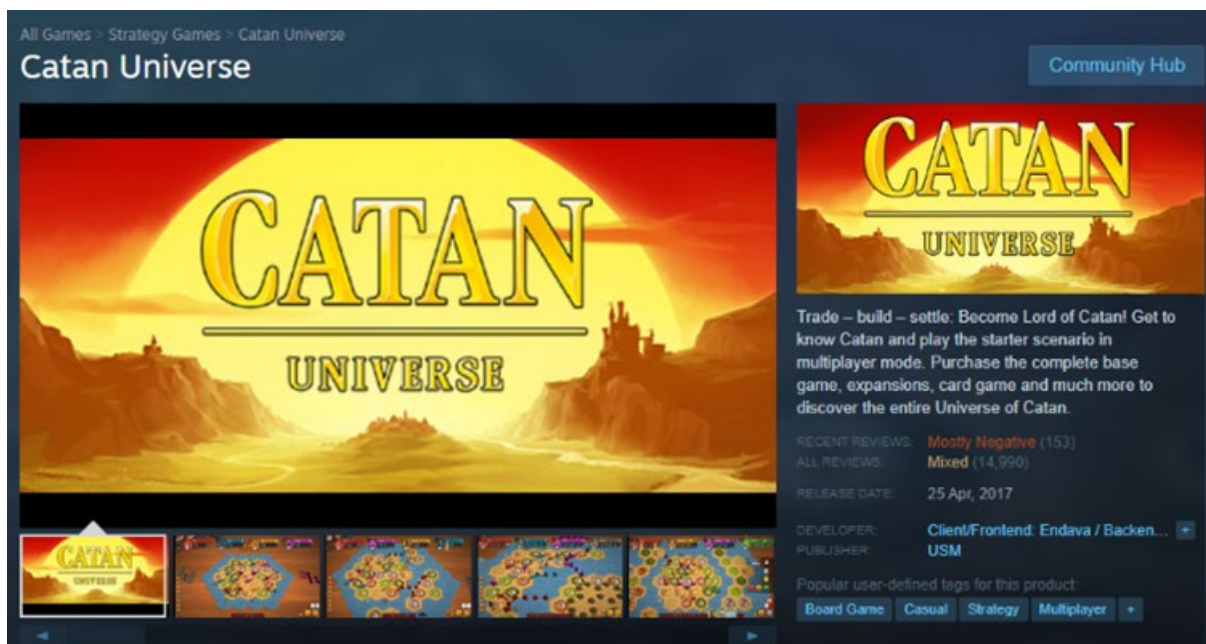 All Games > Strategy Games > Catan Universe
Catan Universe
Community Hub
CATAN
UNIVERSE
CATAN
UNIVERSE
Trade – build – settle: Become Lord of Catan! Get to
know Catan and play the starter scenario in
multiplayer mode. Purchase the complete base
game, expansions, card game and much more to
discover the entire Universe of Catan.
RECENT REVIEWS: Mostly Negative (153)
ALL REVIEWS: Mixed (14,990)
RELEASE DATE: 25 Apr, 2017
DEVELOPER: Client/Frontend: Endava / Backen... +
PUBLISHER: USM
Popular user-defined tags for this product:
Board Game Casual Strategy Multiplayer +
CATAN
UNIVERSE